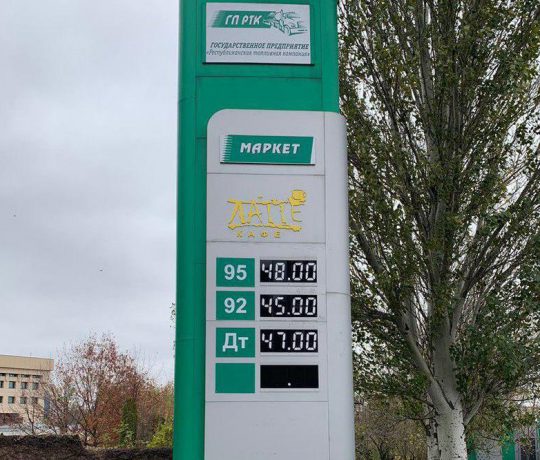 ГП РТК
ГОСУДАРСТВЕННОЕ ПРЕДПРИЯТИЕ
«Республиканская топливная компания»
МАРКЕТ
ЛАТТЕ
КАФЕ
95 48.00
92 45.00
Дт 47.00